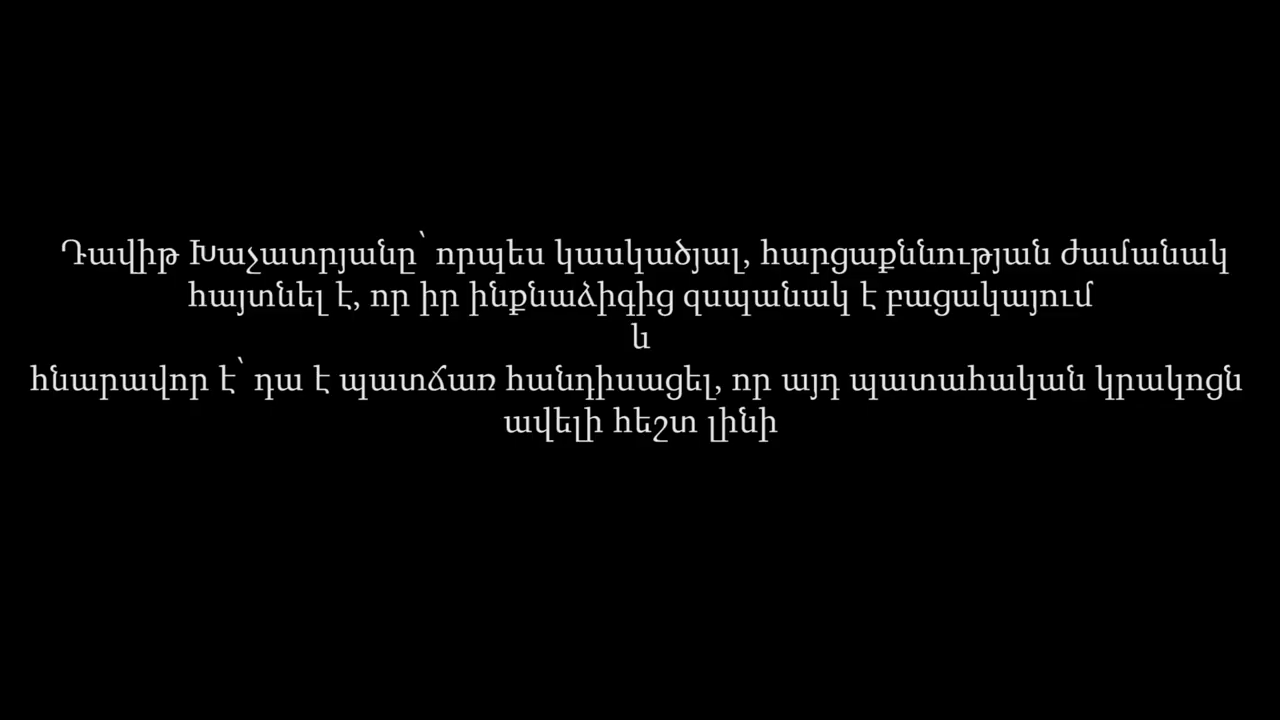 Դավիթ Խաչատրյանը՝ որպես կասկածյալ, հարցաքննության ժամանակ
հայտնել է, որ իր ինքնաձիգից զսպանակ է բացակայում
և
հնարավոր է՝ դա է պատճառ հանդիսացել, որ այդ պատահական կրակոցն
ավելի հեշտ լինի